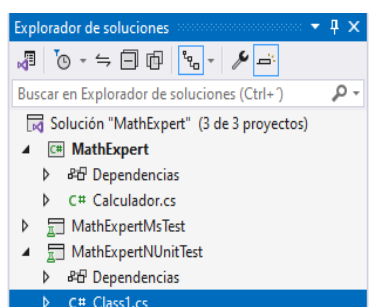 Explorador de soluciones
Buscar en Explorador de soluciones (Ctrl+´)
Solución "MathExpert" (3 de 3 proyectos)
C# MathExpert
Dependencias
C# Calculador.cs
MathExpertMsTest
MathExpertNUnitTest
Dependencias
C# Class1.cs